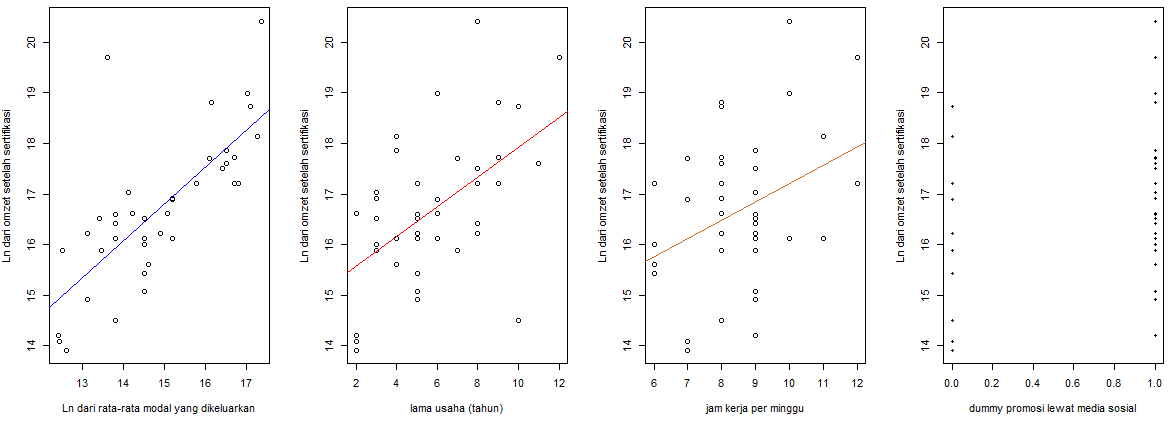 Ln dari omzet setelah sertifikasi
20
19
18
17
16
15
14
13 14 15 16 17
Ln dari rata-rata modal yang dikeluarkan
Ln dari omzet setelah sertifikasi
20
19
18
17
16
15
14
2 4 6 8 10 12
lama usaha (tahun)
Ln dari omzet setelah sertifikasi
20
19
18
17
16
15
14
6 7 8 9 10 11 12
jam kerja per minggu
Ln dari omzet setelah sertifikasi
20
19
18
17
16
15
14
0.0 0.2 0.4 0.6 0.8 1.0
dummy promosi lewat media sosial